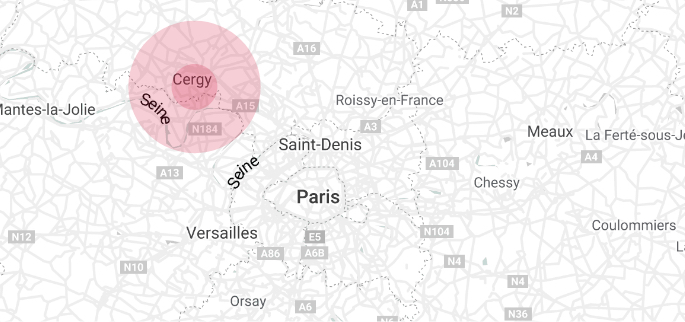 A1
N2
A16
Cergy
Mantes-la-Jolie
Seine
A15
Roissy-en-France
N184
A3
Meaux
La Ferté-sous-Jo
Saint-Denis
A104
A4
A13
Seine
Chessy
Paris
Coulommiers
Versailles
N12
E5
N104
A86
A6B
N10
N4
N4
Orsay
A6
N36